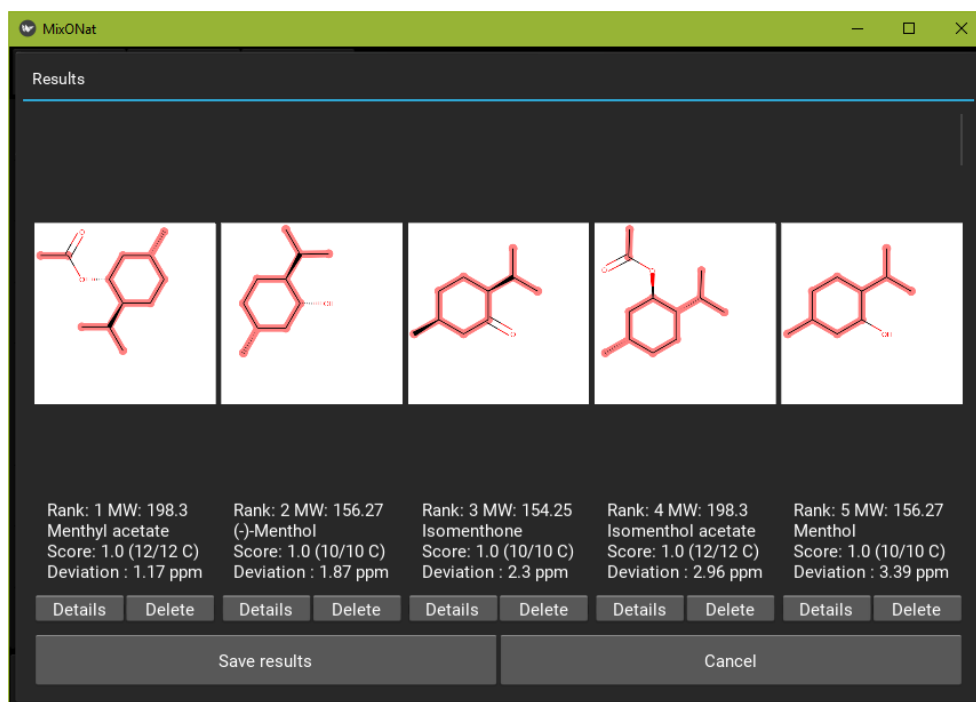 MixONat
Results
O
O
OH
O
O
O
OH
Rank: 1 MW: 198.3
Menthyl acetate
Score: 1.0 (12/12 C)
Deviation : 1.17 ppm
Rank: 2 MW: 156.27
(-)-Menthol
Score: 1.0 (10/10 C)
Deviation : 1.87 ppm
Rank: 3 MW: 154.25
Isomenthone
Score: 1.0 (10/10 C)
Deviation : 2.3 ppm
Rank: 4 MW: 198.3
Isomenthol acetate
Score: 1.0 (12/12 C)
Deviation : 2.96 ppm
Rank: 5 MW: 156.27
Menthol
Score: 1.0 (10/10 C)
Deviation : 3.39 ppm
Details Delete Details Delete Details Delete Details Delete Details Delete
Save results Cancel